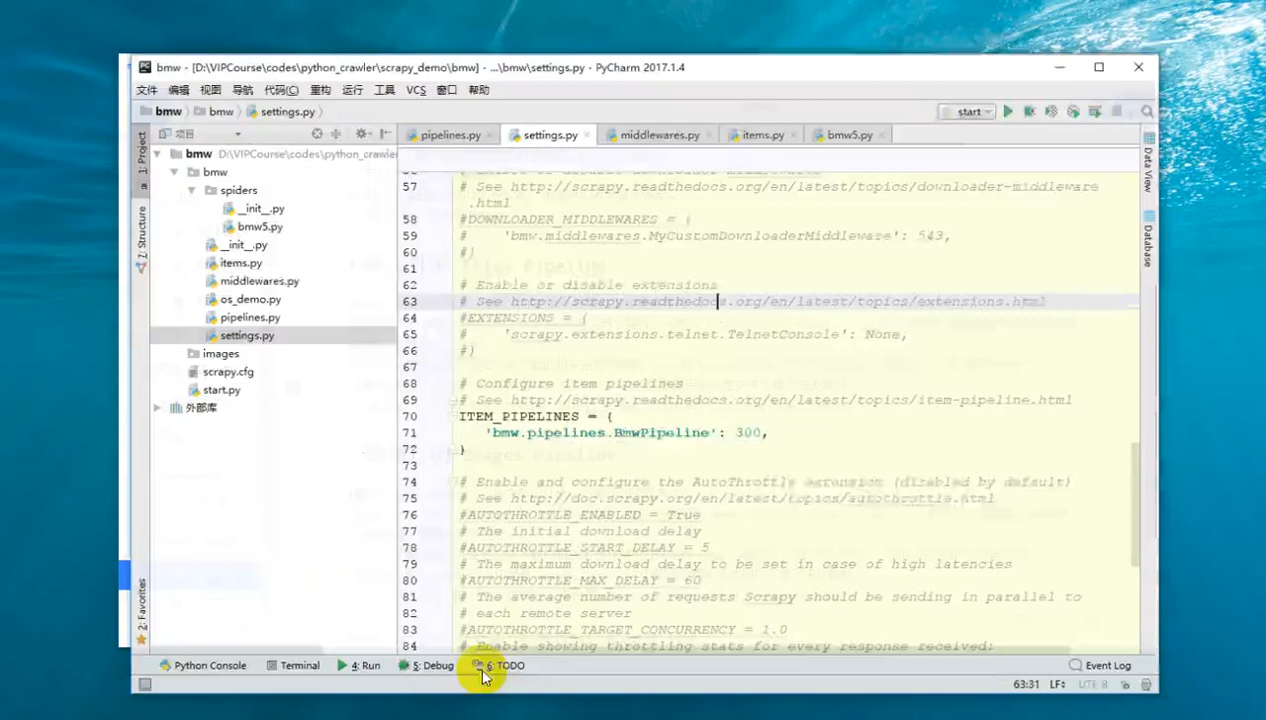 bmw - [D:\VIPCourse\codes\python_crawler\scrapy_demo\bmw] - ...\bmw\settings.py - PyCharm 2017.1.4
文件 编辑 视图 导航 代码(C) 重构 运行 工具 VCS 窗口 帮助
bmw bmw settings.py start
项目 pipelines.py settings.py middlewares.py items.py bmw5.py
1: Project
2: Structure
2: Favorites
Data View
Database
bmw D:\VIPCourse\codes\python_crawle
bmw
spiders
__init__.py
bmw5.py
__init__.py
items.py
middlewares.py
os_demo.py
pipelines.py
settings.py
images
scrapy.cfg
start.py
外部库
57 # See http://scrapy.readthedocs.org/en/latest/topics/downloader-middleware
.html
58 #DOWNLOADER_MIDDLEWARES = {
59 #    'bmw.middlewares.MyCustomDownloaderMiddleware': 543,
60 #}
61
62 # Enable or disable extensions
63 # See http://scrapy.readthedocs.org/en/latest/topics/extensions.html
64 #EXTENSIONS = {
65 #    'scrapy.extensions.telnet.TelnetConsole': None,
66 #}
67
68 # Configure item pipelines
69 # See http://scrapy.readthedocs.org/en/latest/topics/item-pipeline.html
70 ITEM_PIPELINES = {
71    'bmw.pipelines.BmwPipeline': 300,
72 }
73
74 # Enable and configure the AutoThrottle extension (disabled by default)
75 # See http://doc.scrapy.org/en/latest/topics/autothrottle.html
76 #AUTOTHROTTLE_ENABLED = True
77 # The initial download delay
78 #AUTOTHROTTLE_START_DELAY = 5
79 # The maximum download delay to be set in case of high latencies
80 #AUTOTHROTTLE_MAX_DELAY = 60
81 # The average number of requests Scrapy should be sending in parallel to
82 # each remote server
83 #AUTOTHROTTLE_TARGET_CONCURRENCY = 1.0
84 # Enable showing throttling stats for every response received:
Python Console Terminal 4: Run 5: Debug 6: TODO Event Log
63:31 LF÷ UTF-8